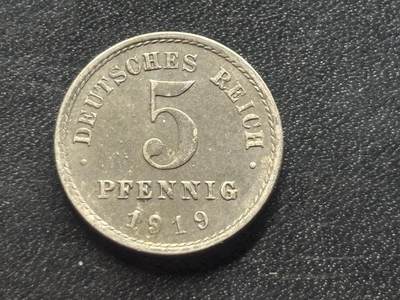 · DEUTSCHES REICH ·
5
PFENNIG
1919